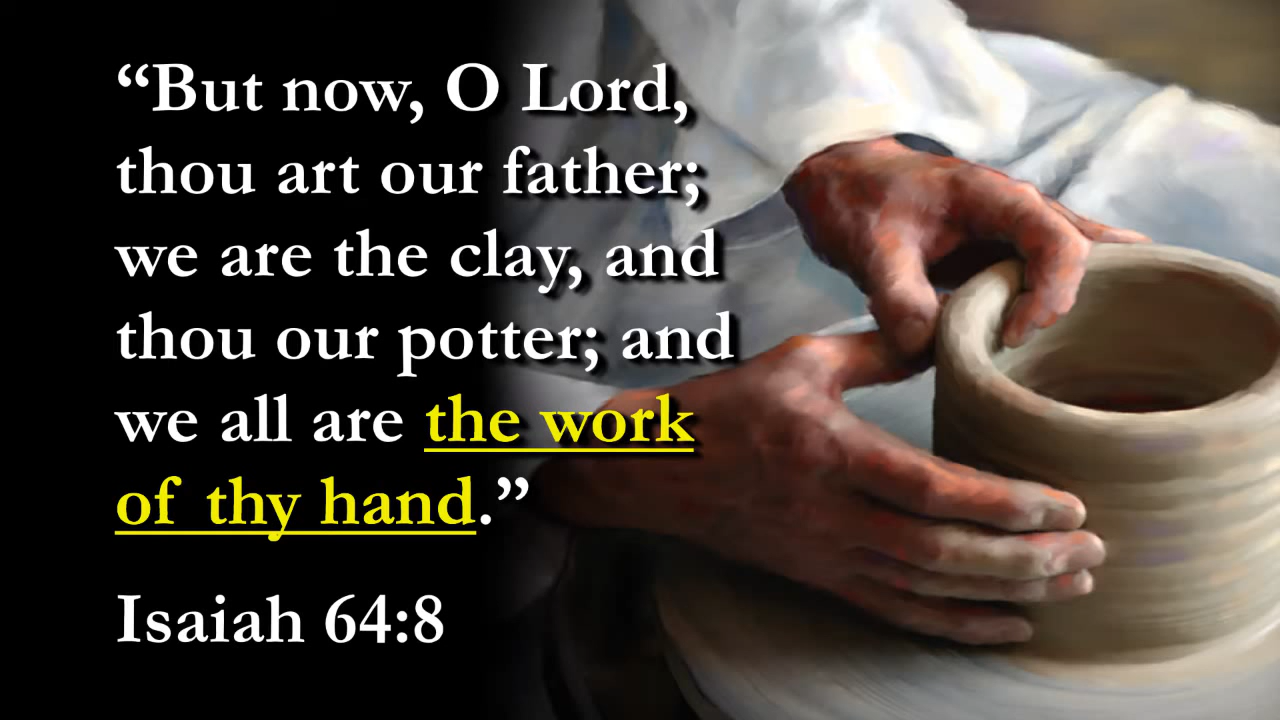 “But now, O Lord,
thou art our father;
we are the clay, and
thou our potter; and
we all are the work
of thy hand.”
Isaiah 64:8